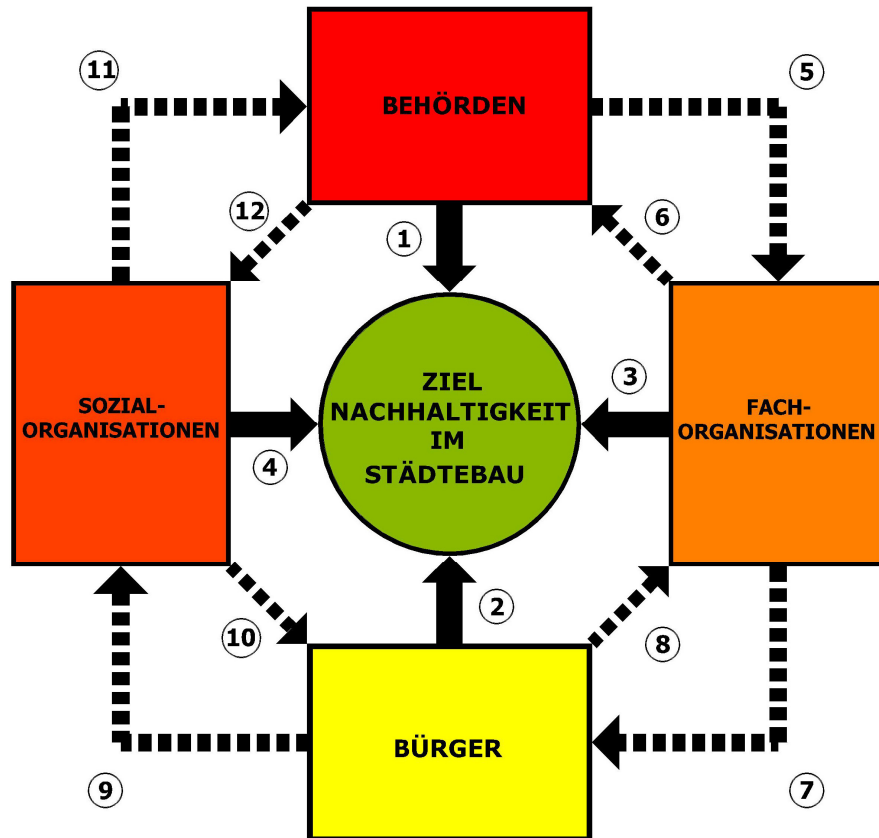 11
5
BEHÖRDEN
12
6
1
ZIEL
NACHHALTIGKEIT
IM
STÄDTEBAU
3
SOZIAL-
ORGANISATIONEN
FACH-
ORGANISATIONEN
4
2
10
8
BÜRGER
9
7